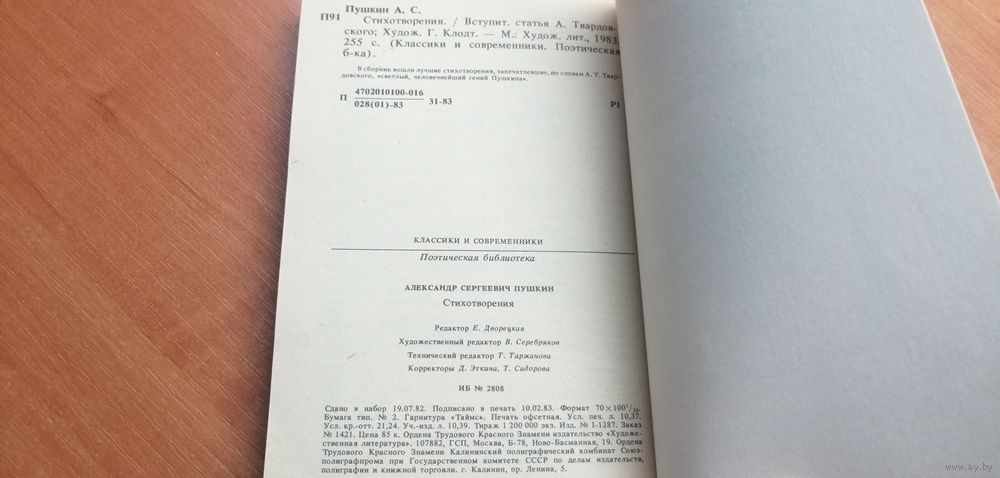 Пушкин А. С.
П91 Стихотворения. / Вступит. статья А. Твардов-
ского; Худож. Г. Клодт. — М.: Худож. лит., 1983.
255 с. (Классики и современники. Поэтическая
б-ка).
В сборник вошли лучшие стихотворения, запечатлевшие, по словам А. Т. Твар-
довского, «светлый, человечнейший гений Пушкина».
П 4702010100-016
028(01)-83 31-83 Р1
КЛАССИКИ И СОВРЕМЕННИКИ
Поэтическая библиотека
АЛЕКСАНДР СЕРГЕЕВИЧ ПУШКИН
Стихотворения
Редактор Е. Дворецкая
Художественный редактор В. Серебряков
Технический редактор Т. Таржанова
Корректоры Д. Эткина, Т. Сидорова
ИБ № 2808
Сдано в набор 19.07.82. Подписано в печать 10.02.83. Формат 70×100¹/₃₂.
Бумага тип. № 2. Гарнитура «Таймс». Печать офсетная. Усл. печ. л. 10,37.
Усл. кр.-отт. 21,24. Уч.-изд. л. 10,39. Тираж 1 200 000 экз. Изд. № I-1287. Заказ
№ 1421. Цена 85 к. Ордена Трудового Красного Знамени издательство «Художе-
ственная литература». 107882, ГСП, Москва, Б-78, Ново-Басманная, 19. Ордена
Трудового Красного Знамени Калининский полиграфический комбинат Союз-
полиграфпрома при Государственном комитете СССР по делам издательств,
полиграфии и книжной торговли. г. Калинин, пр. Ленина, 5.
www.ay.by